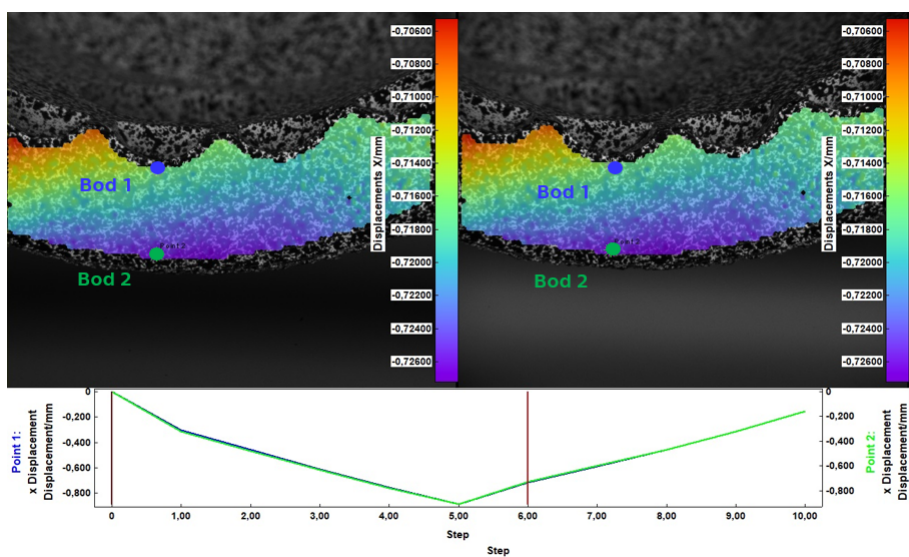 -0,70600
-0,70800
-0,71000
-0,71200
-0,71400
-0,71600
-0,71800
-0,72000
-0,72200
-0,72400
-0,72600
Displacements X/mm
Bod 1
Bod 2
-0,70600
-0,70800
-0,71000
-0,71200
-0,71400
-0,71600
-0,71800
-0,72000
-0,72200
-0,72400
-0,72600
Displacements X/mm
Bod 1
Bod 2
Point 1:
x Displacement
Displacement/mm
0
-0,200
-0,400
-0,600
-0,800
0
-0,200
-0,400
-0,600
-0,800
Point 2:
x Displacement
Displacement/mm
0 1,00 2,00 3,00 4,00 5,00 6,00 7,00 8,00 9,00 10,00
Step
Step